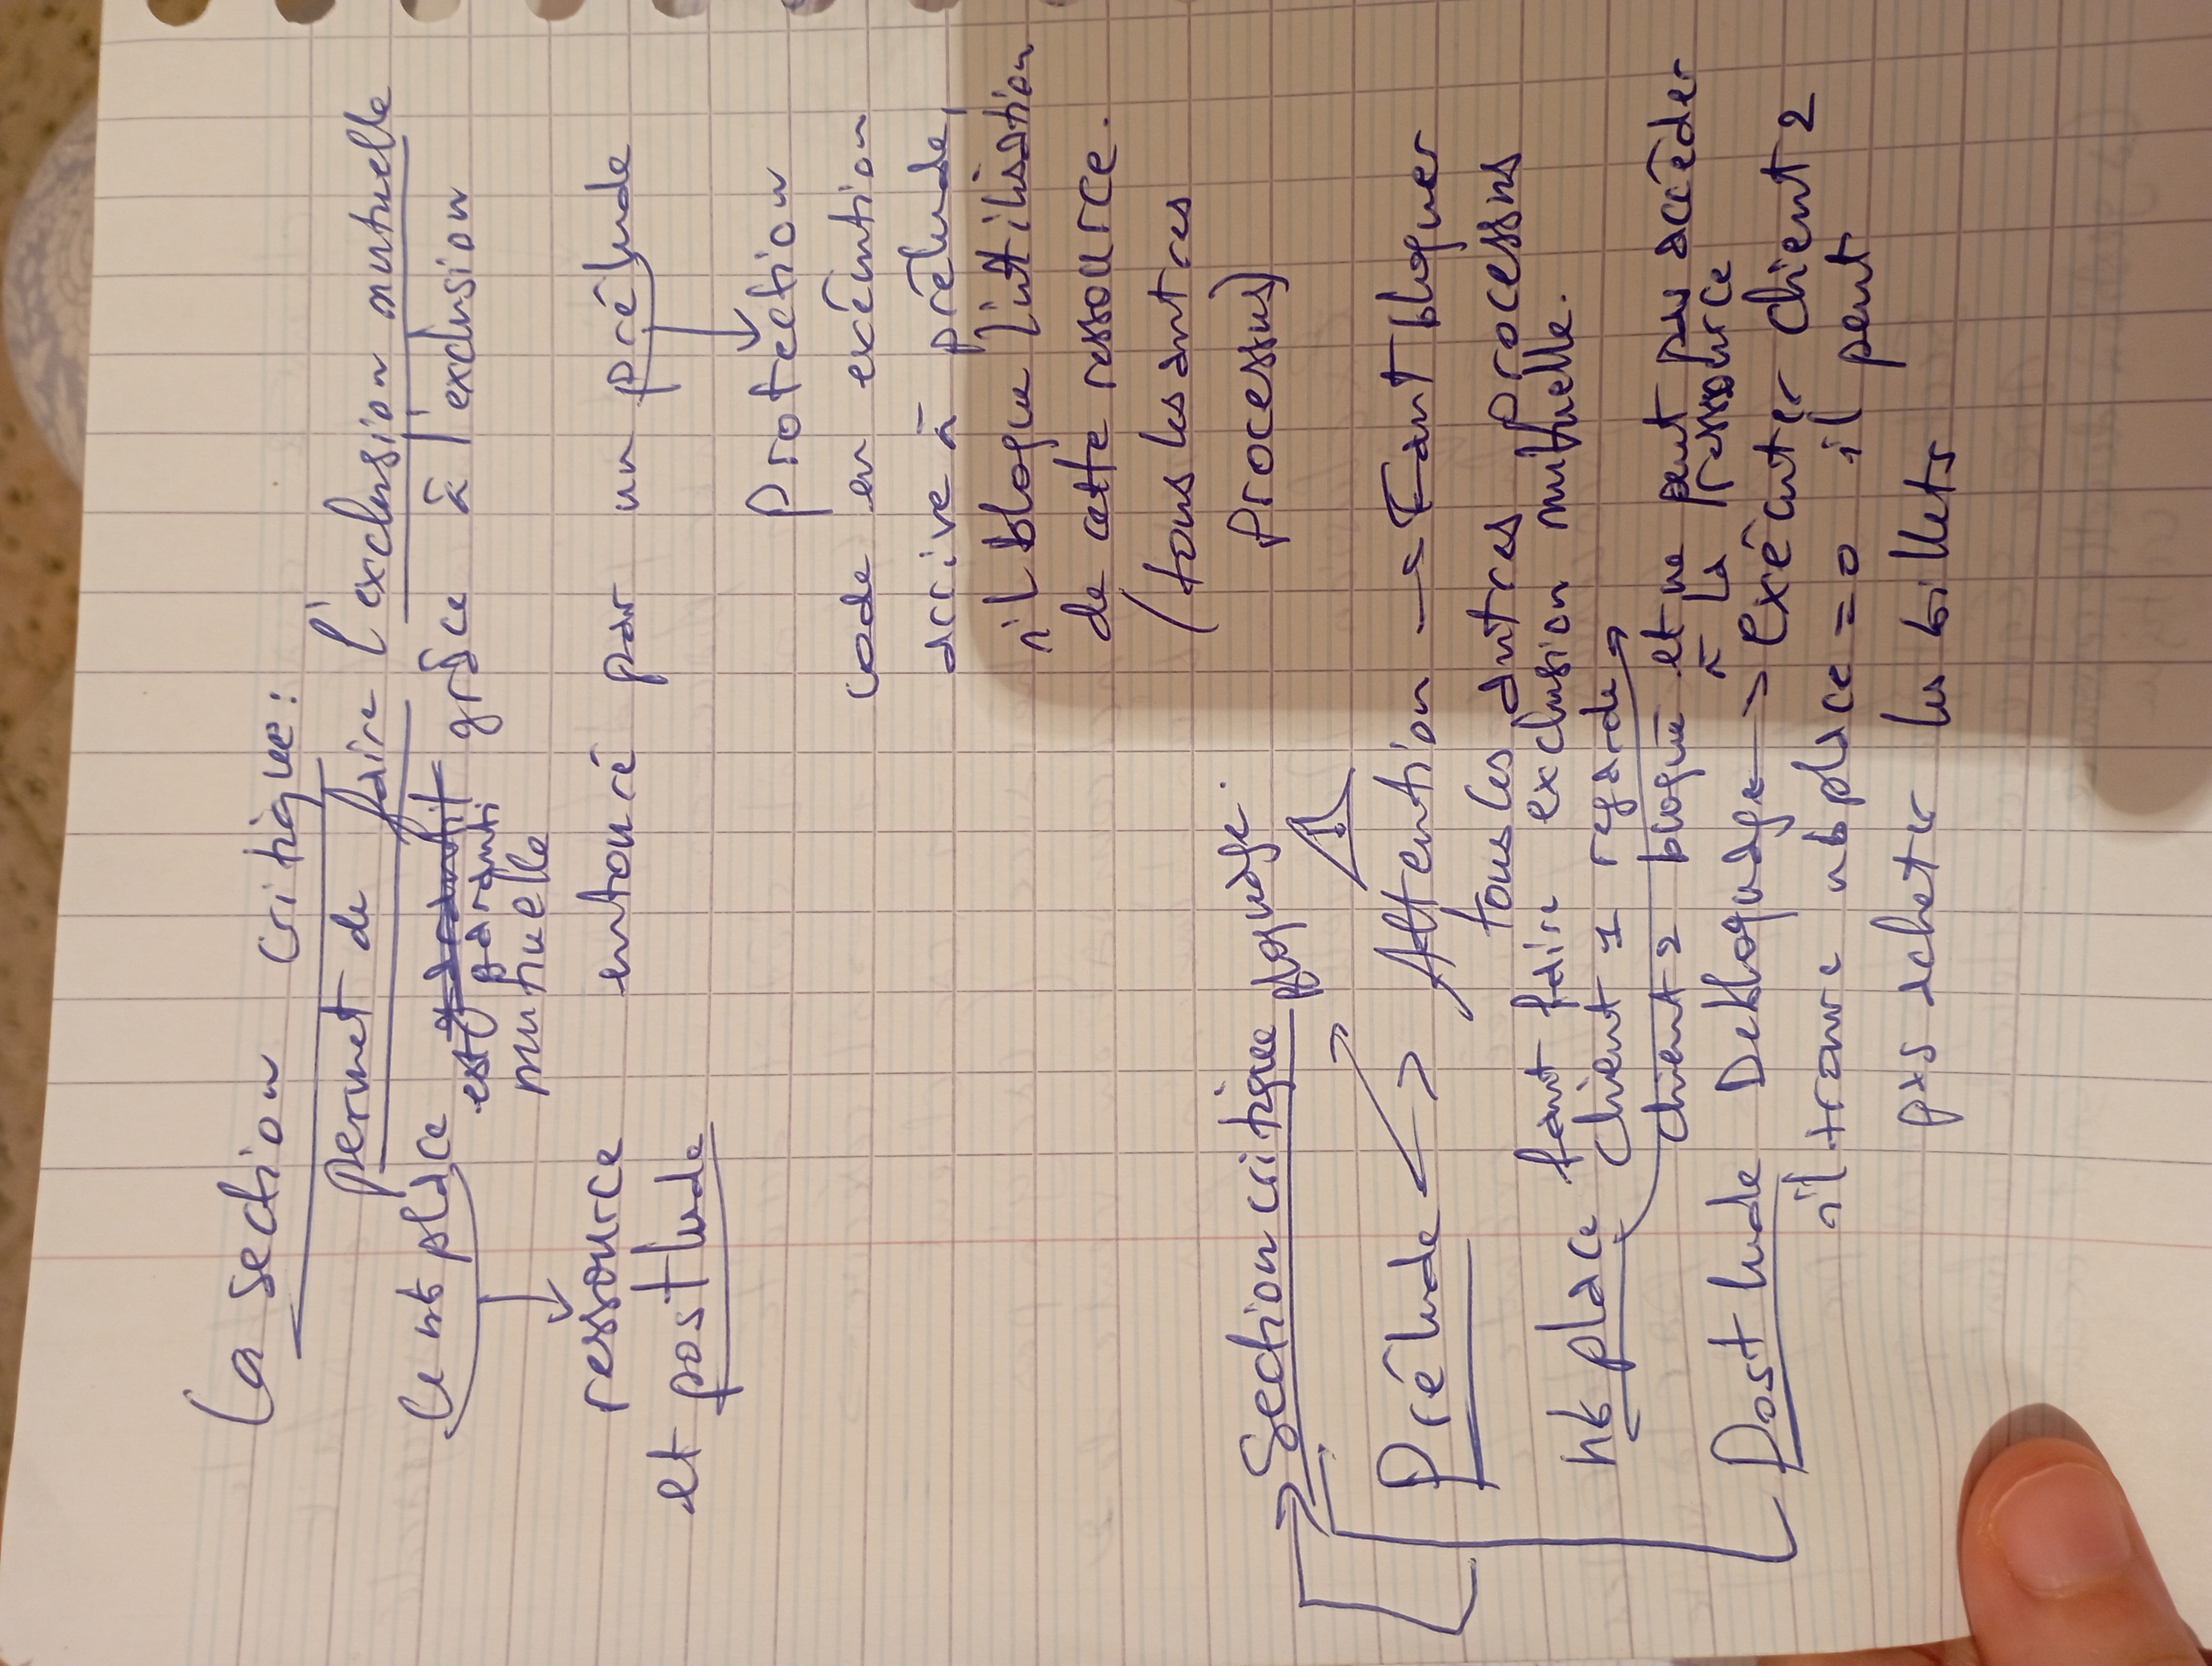 La section critique :
permet de faire l'exclusion mutuelle
Le nb place est garanti grâce à l'exclusion
mutuelle
ressource entouré par un prélude
et postlude
Protection
code en exécution
arrive à prélude,
il bloque l'utilisation
de cette ressource.
(tous les autres
processus)
Section critique Bloquage.
Prélude Attention → Faut bloquer
tous les autres processus
faut faire exclusion mutuelle.
nb place client 1 regarde
client 2 bloqué et ne peut pas accèder
à la ressource
Postlude Debloquage → Exécuter client 2
il trouve nb place = 0 il peut
pas acheter les billets